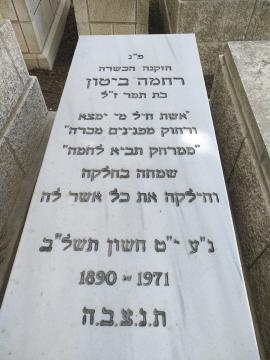 פ"נ
הזקנה הכשרה
רחמה ביטון
בת תמר ז"ל
"אשת חיל מי ימצא
ורחוק מפנינים מכרה"
"ממרחק תביא לחמה"
שמחה בחלקה
וחילקה את כל אשר לה
נ"ע י"ט חשון תשל"ב
1890 - 1971
ת.נ.צ.ב.ה